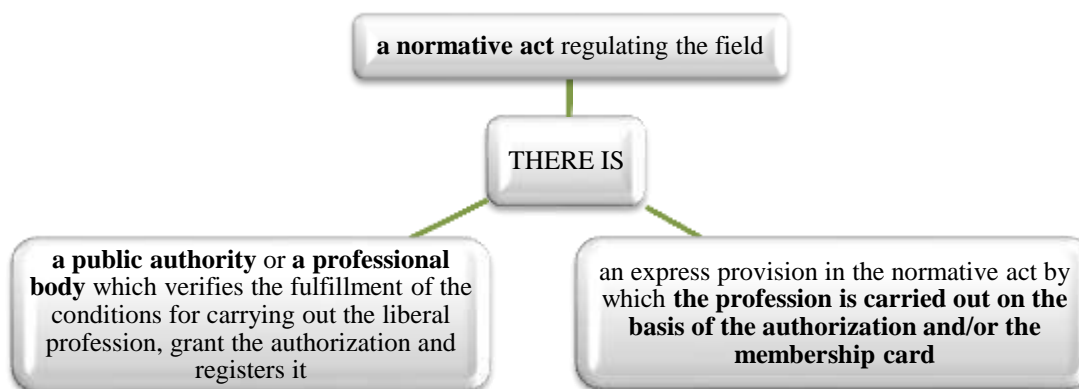 a normative act regulating the field
THERE IS
a public authority or a professional
body which verifies the fulfillment of the
conditions for carrying out the liberal
profession, grant the authorization and
registers it
an express provision in the normative act by
which the profession is carried out on the
basis of the authorization and/or the
membership card